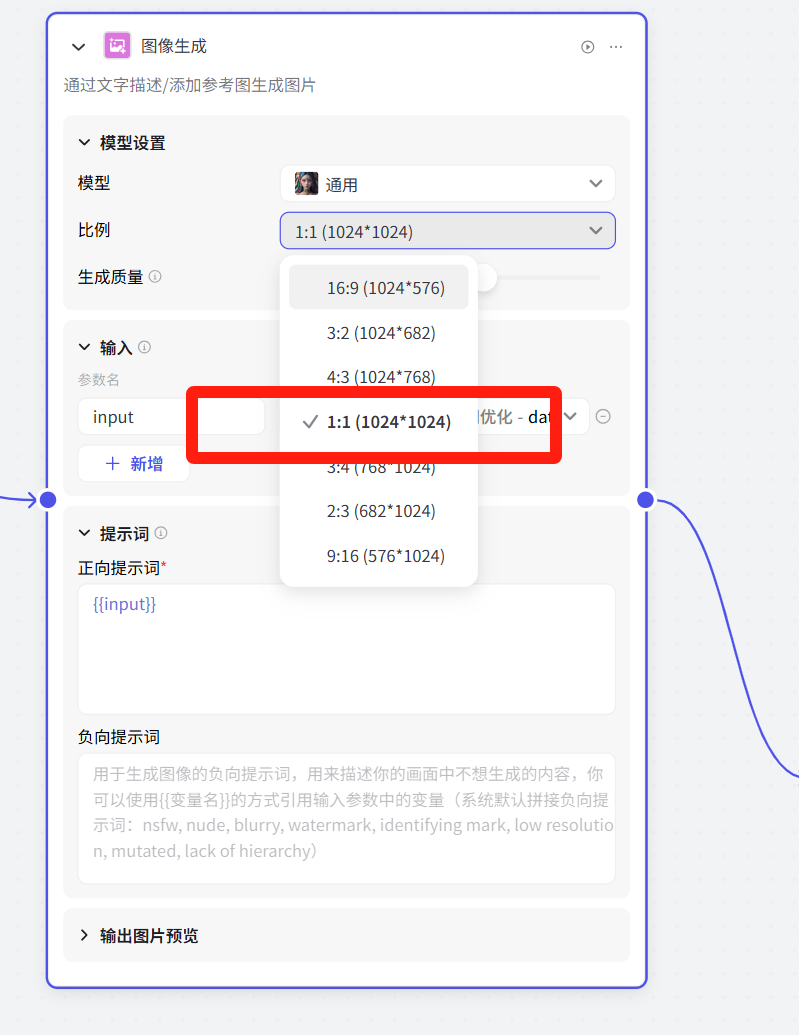 图像生成
通过文字描述/添加参考图生成图片
模型设置
模型
通用
比例
1:1 (1024*1024)
生成质量
16:9 (1024*576)
3:2 (1024*682)
4:3 (1024*768)
1:1 (1024*1024)
3:4 (768*1024)
2:3 (682*1024)
9:16 (576*1024)
输入
参数名
input
优化 - dat
新增
提示词
正向提示词*
{{input}}
负向提示词
用于生成图像的负向提示词，用来描述你的画面中不想生成的内容，你
可以使用{{变量名}}的方式引用输入参数中的变量（系统默认拼接负向提
示词：nsfw, nude, blurry, watermark, identifying mark, low resolutio
n, mutated, lack of hierarchy）
输出图片预览